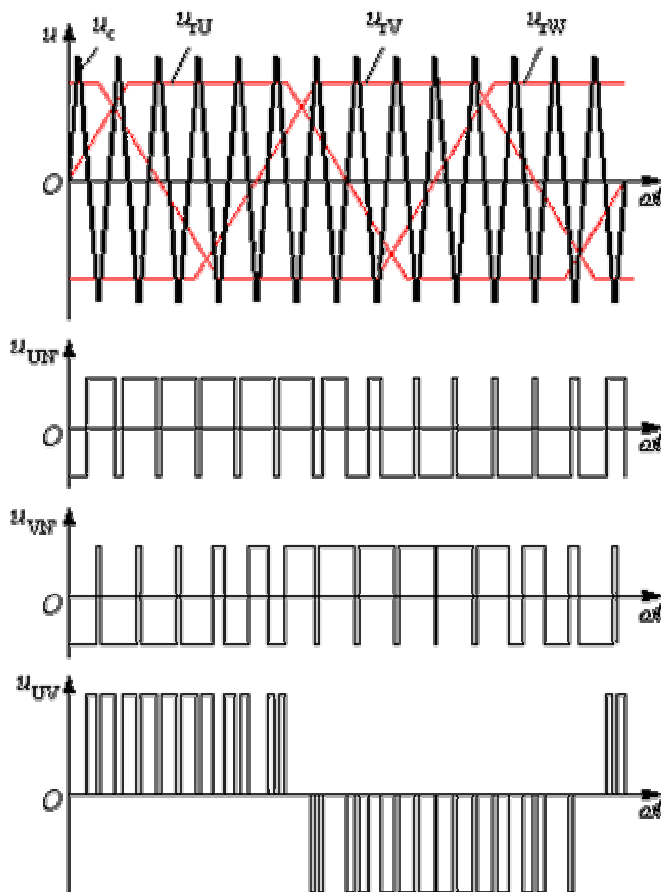 u u_c u_rU u_rV u_rW
O ωt
u_UN'
O ωt
u_VN'
O ωt
u_UV
O ωt